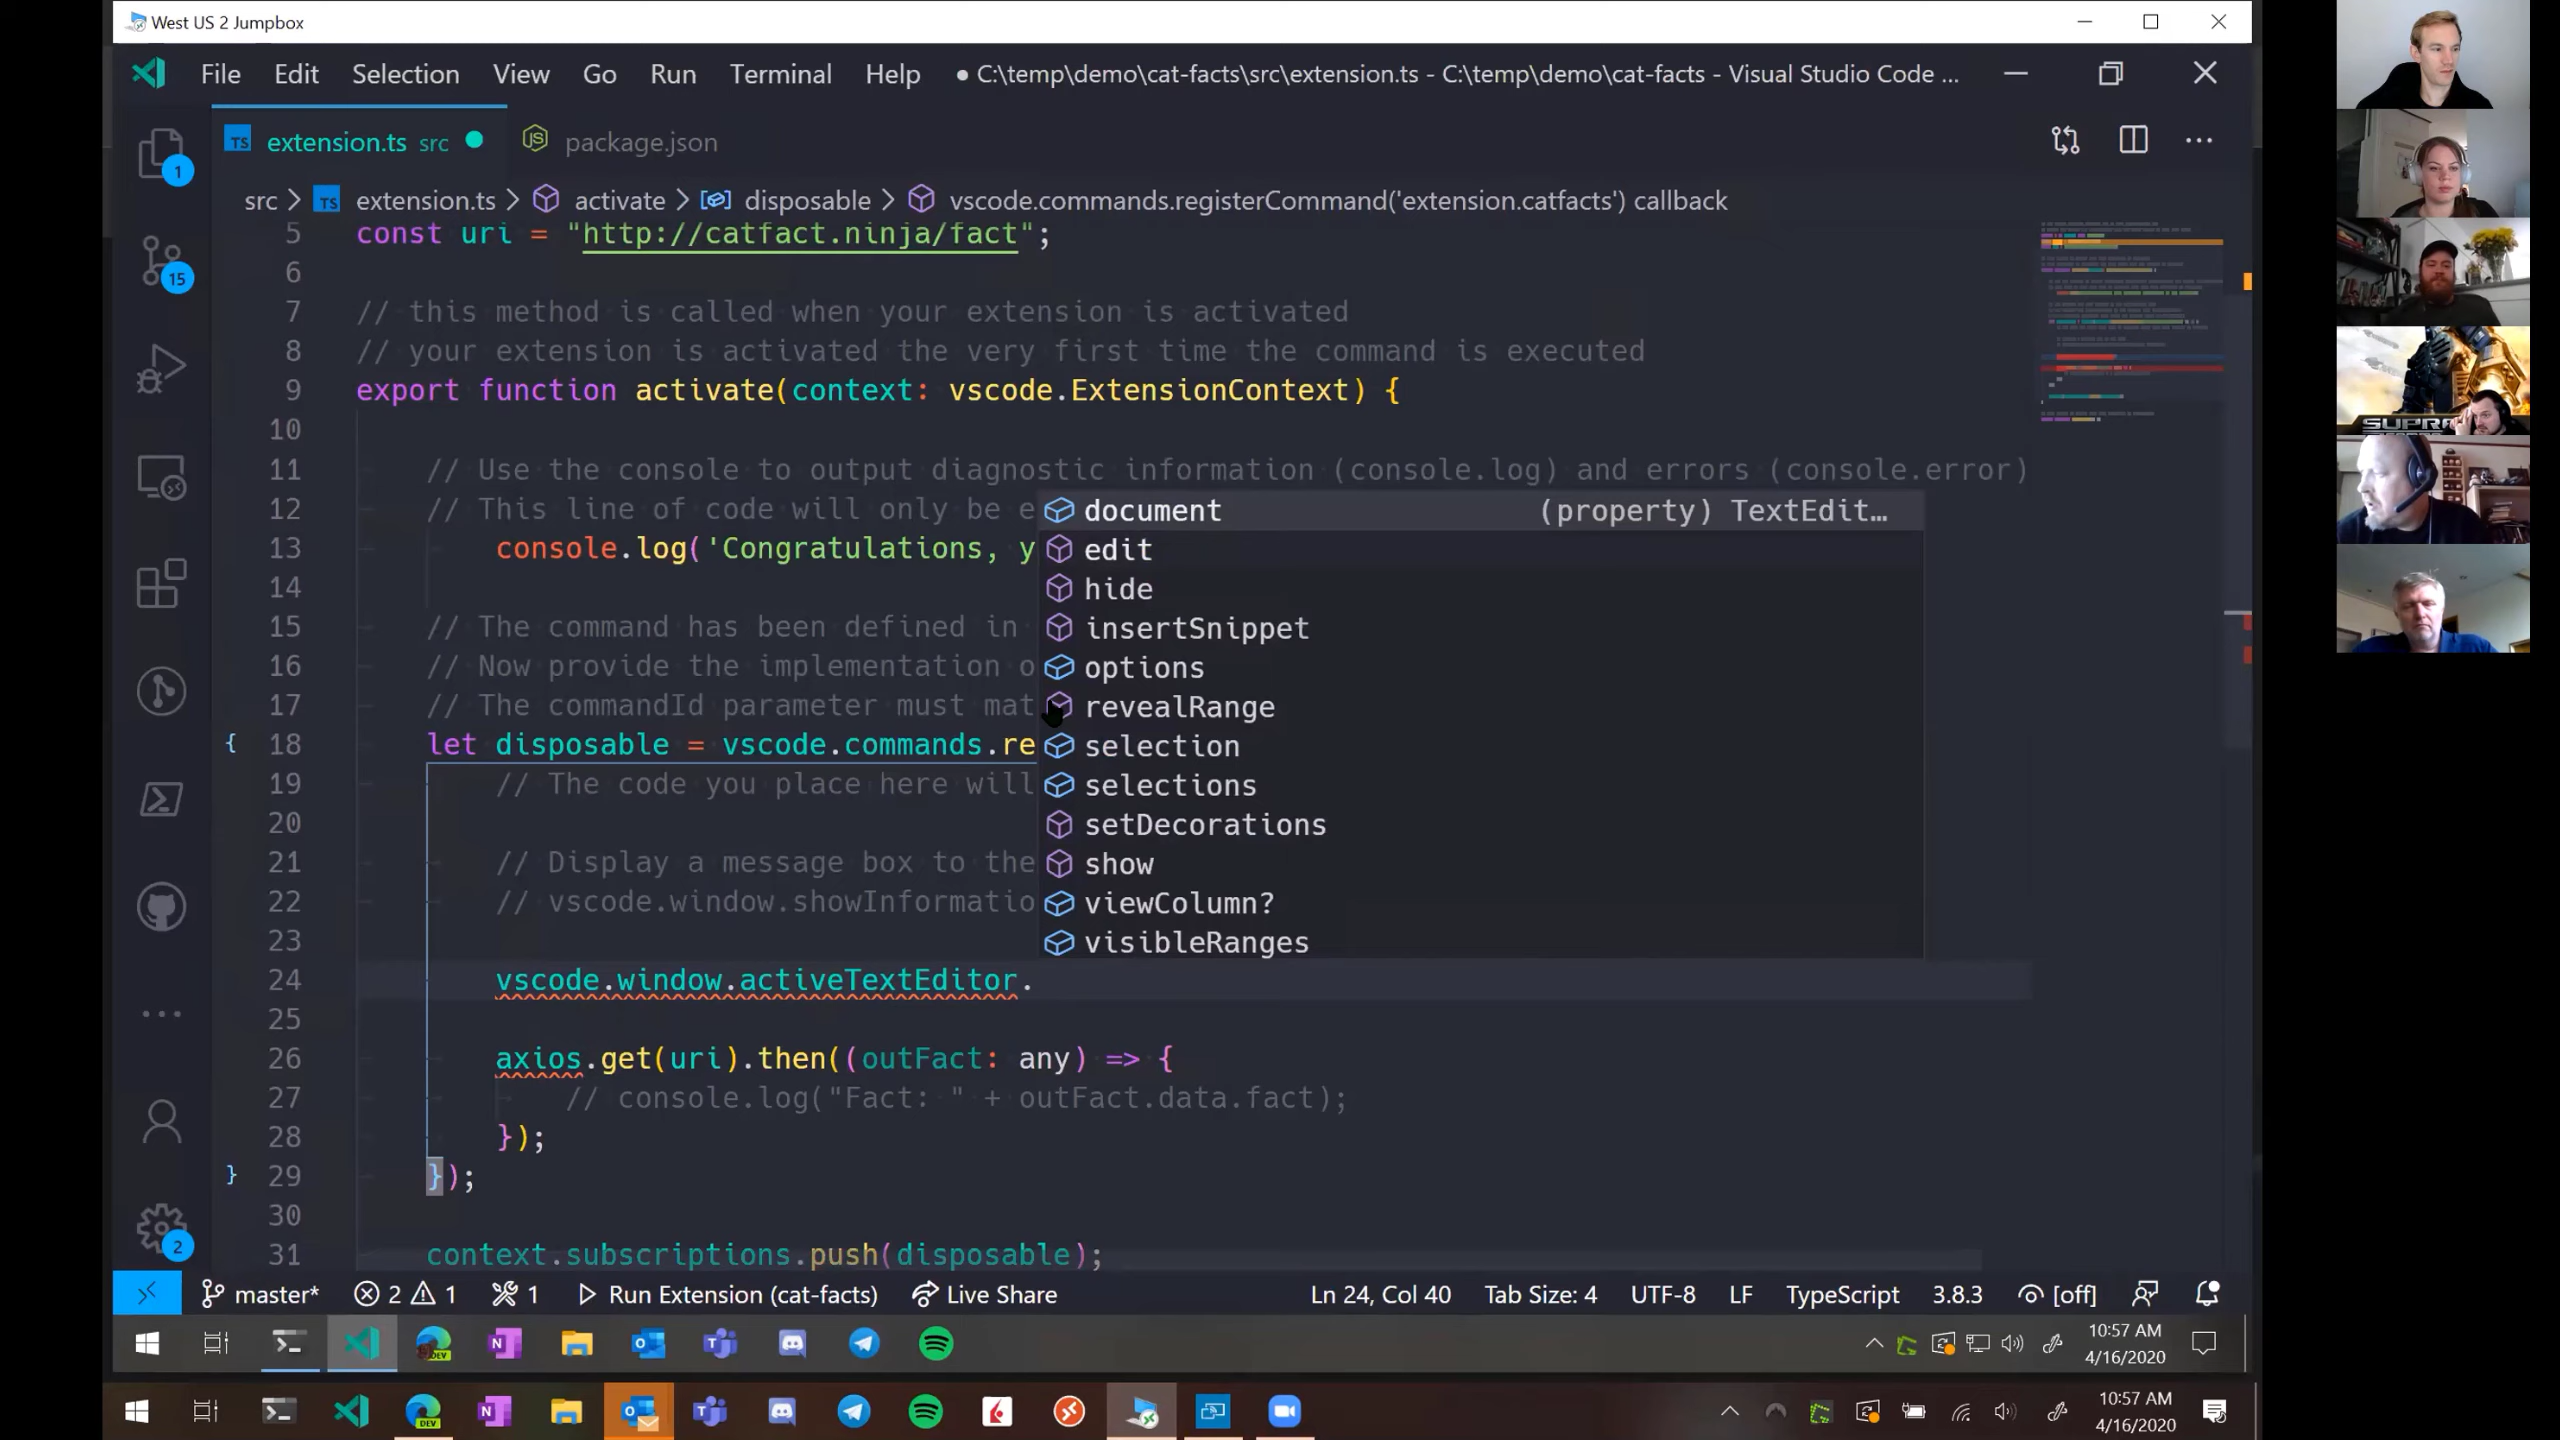 West US 2 Jumpbox
File Edit Selection View Go Run Terminal Help ● C:\temp\demo\cat-facts\src\extension.ts - C:\temp\demo\cat-facts - Visual Studio Code ...
TS extension.ts src package.json
src > TS extension.ts > activate > disposable > vscode.commands.registerCommand('extension.catfacts') callback
5 const uri = "http://catfact.ninja/fact";
6
7 // this method is called when your extension is activated
8 // your extension is activated the very first time the command is executed
9 export function activate(context: vscode.ExtensionContext) {
10
11 // Use the console to output diagnostic information (console.log) and errors (console.error)
12 // This line of code will only be e
13 console.log('Congratulations, y
14
15 // The command has been defined in
16 // Now provide the implementation o
17 // The commandId parameter must mat
18 let disposable = vscode.commands.re
19 // The code you place here will
20
21 // Display a message box to the
22 // vscode.window.showInformatio
23
24 vscode.window.activeTextEditor.
25
26 axios.get(uri).then((outFact: any) => {
27 // console.log("Fact: " + outFact.data.fact);
28 });
29 });
30
31 context.subscriptions.push(disposable);
document (property) TextEdit…
edit
hide
insertSnippet
options
revealRange
selection
selections
setDecorations
show
viewColumn?
visibleRanges
1
15
2
master* 2 1 1 Run Extension (cat-facts) Live Share Ln 24, Col 40 Tab Size: 4 UTF-8 LF TypeScript 3.8.3 [off]
10:57 AM
4/16/2020
10:57 AM
4/16/2020